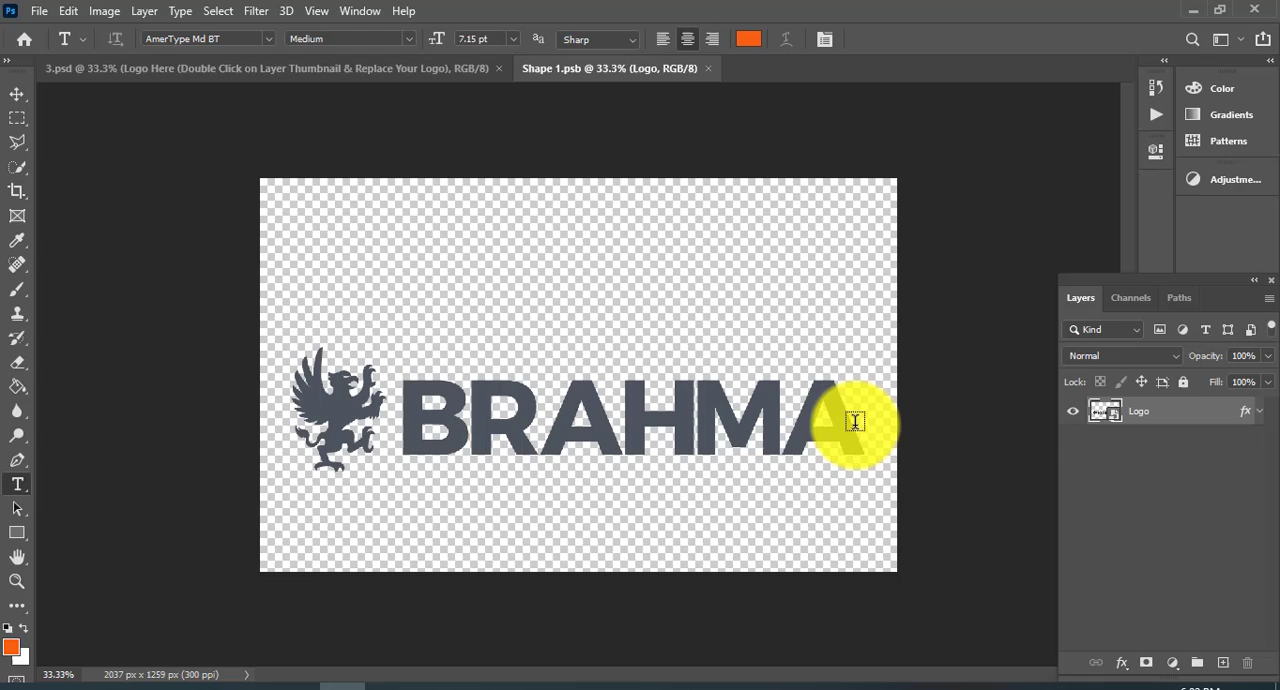 Ps File Edit Image Layer Type Select Filter 3D View Window Help
T AmerType Md BT Medium 7.15 pt aa Sharp
3.psd @ 33.3% (Logo Here (Double Click on Layer Thumbnail & Replace Your Logo), RGB/8) × Shape 1.psb @ 33.3% (Logo, RGB/8) ×
Color
Gradients
Patterns
Adjustme...
Layers Channels Paths
Kind
Normal Opacity: 100%
Lock: Fill: 100%
Logo fx
BRAHMA
fx
33.33% 2037 px x 1259 px (300 ppi)